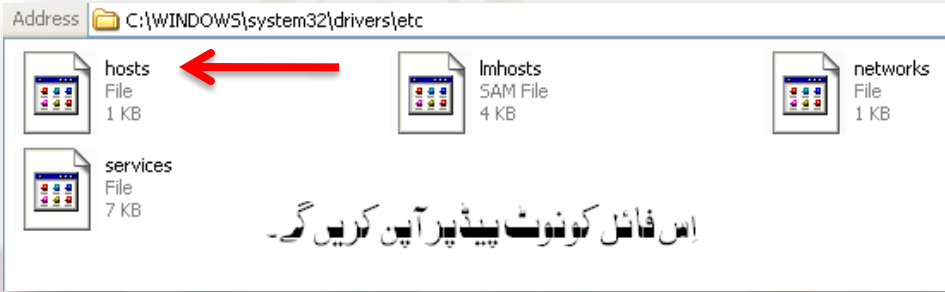 Address C:\WINDOWS\system32\drivers\etc
hosts
File
1 KB
lmhosts
SAM File
4 KB
networks
File
1 KB
services
File
7 KB
اِس فائل کو نوٹ پیڈ پر آپن کریں گے۔